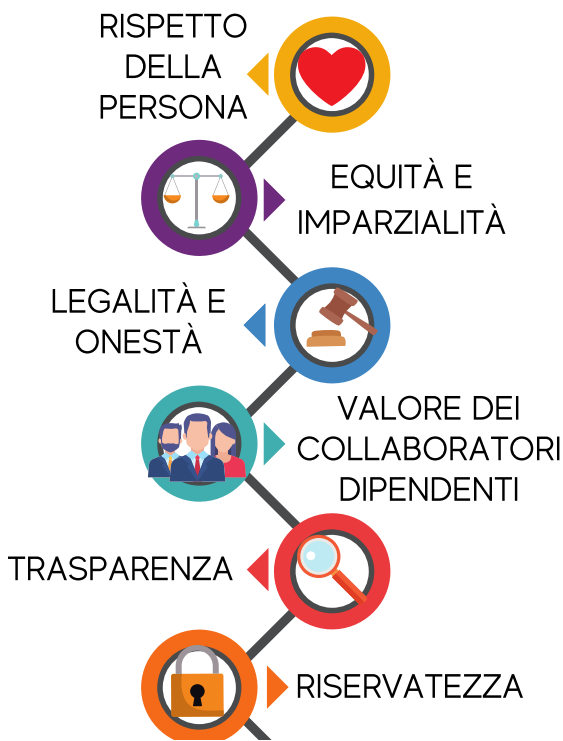 RISPETTO
DELLA
PERSONA
EQUITÀ E
IMPARZIALITÀ
LEGALITÀ E
ONESTÀ
VALORE DEI
COLLABORATORI
DIPENDENTI
TRASPARENZA
RISERVATEZZA